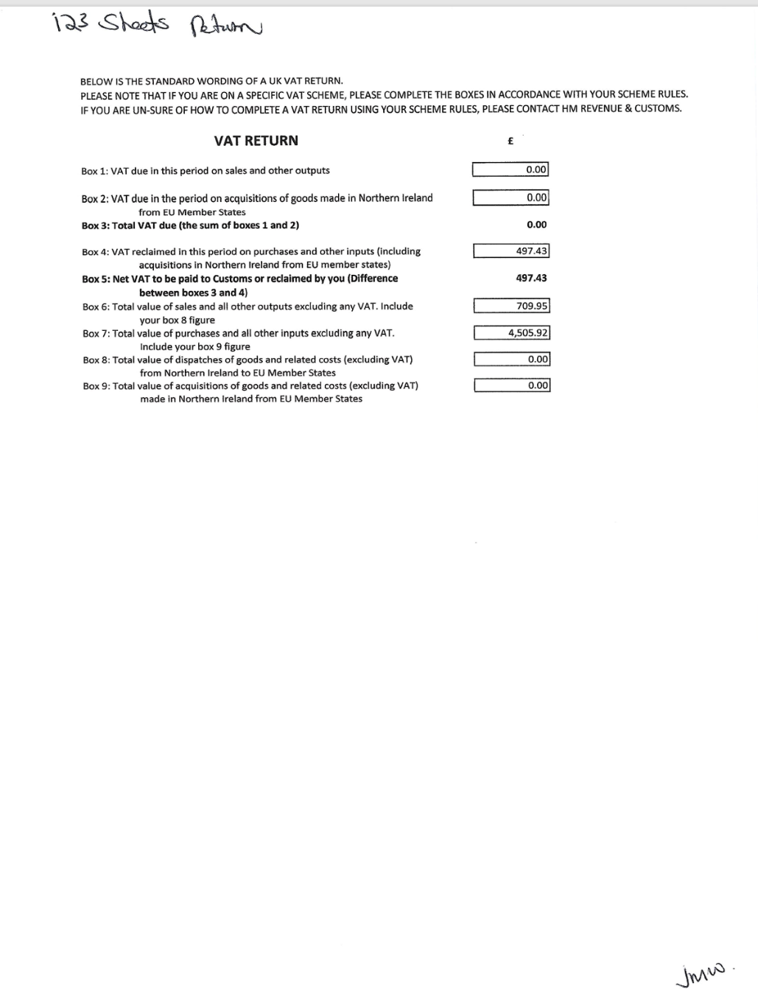 123 Sheets Return
BELOW IS THE STANDARD WORDING OF A UK VAT RETURN.
PLEASE NOTE THAT IF YOU ARE ON A SPECIFIC VAT SCHEME, PLEASE COMPLETE THE BOXES IN ACCORDANCE WITH YOUR SCHEME RULES.
IF YOU ARE UN-SURE OF HOW TO COMPLETE A VAT RETURN USING YOUR SCHEME RULES, PLEASE CONTACT HM REVENUE & CUSTOMS.
VAT RETURN £
Box 1: VAT due in this period on sales and other outputs 0.00
Box 2: VAT due in the period on acquisitions of goods made in Northern Ireland 0.00
from EU Member States
Box 3: Total VAT due (the sum of boxes 1 and 2) 0.00
Box 4: VAT reclaimed in this period on purchases and other inputs (including 497.43
acquisitions in Northern Ireland from EU member states)
Box 5: Net VAT to be paid to Customs or reclaimed by you (Difference 497.43
between boxes 3 and 4)
Box 6: Total value of sales and all other outputs excluding any VAT. Include 709.95
your box 8 figure
Box 7: Total value of purchases and all other inputs excluding any VAT. 4,505.92
Include your box 9 figure
Box 8: Total value of dispatches of goods and related costs (excluding VAT) 0.00
from Northern Ireland to EU Member States
Box 9: Total value of acquisitions of goods and related costs (excluding VAT) 0.00
made in Northern Ireland from EU Member States